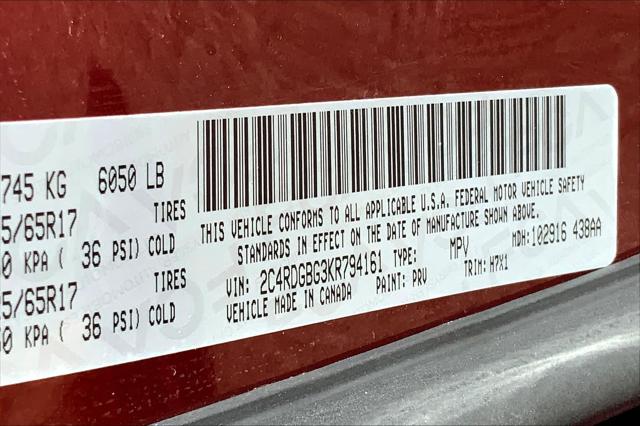 745 KG 6050 LB
5/65R17 TIRES
0 KPA ( 36 PSI) COLD
5/65R17 TIRES
0 KPA ( 36 PSI) COLD
THIS VEHICLE CONFORMS TO ALL APPLICABLE U.S.A. FEDERAL MOTOR VEHICLE SAFETY
STANDARDS IN EFFECT ON THE DATE OF MANUFACTURE SHOWN ABOVE.
VIN: 2C4RDGBG3KR794161 TYPE: MPV MDH:102916 438AA
VEHICLE MADE IN CANADA PAINT: PRV TRIM: H7X1